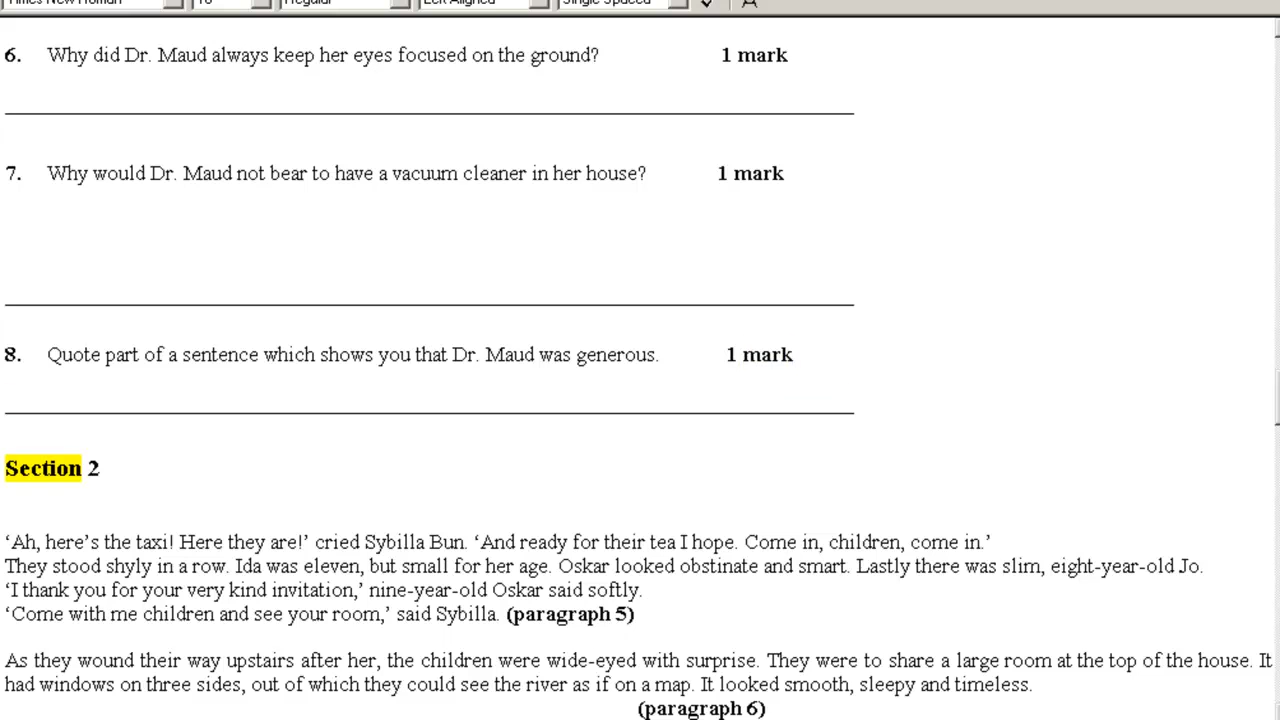 Times New Roman Regular Left Aligned Single Spaced
6. Why did Dr. Maud always keep her eyes focused on the ground? 1 mark
7. Why would Dr. Maud not bear to have a vacuum cleaner in her house? 1 mark
8. Quote part of a sentence which shows you that Dr. Maud was generous. 1 mark
Section 2
‘Ah, here’s the taxi! Here they are!’ cried Sybilla Bun. ‘And ready for their tea I hope. Come in, children, come in.’
They stood shyly in a row. Ida was eleven, but small for her age. Oskar looked obstinate and smart. Lastly there was slim, eight-year-old Jo.
‘I thank you for your very kind invitation,’ nine-year-old Oskar said softly.
‘Come with me children and see your room,’ said Sybilla. (paragraph 5)
As they wound their way upstairs after her, the children were wide-eyed with surprise. They were to share a large room at the top of the house. It
had windows on three sides, out of which they could see the river as if on a map. It looked smooth, sleepy and timeless.
(paragraph 6)